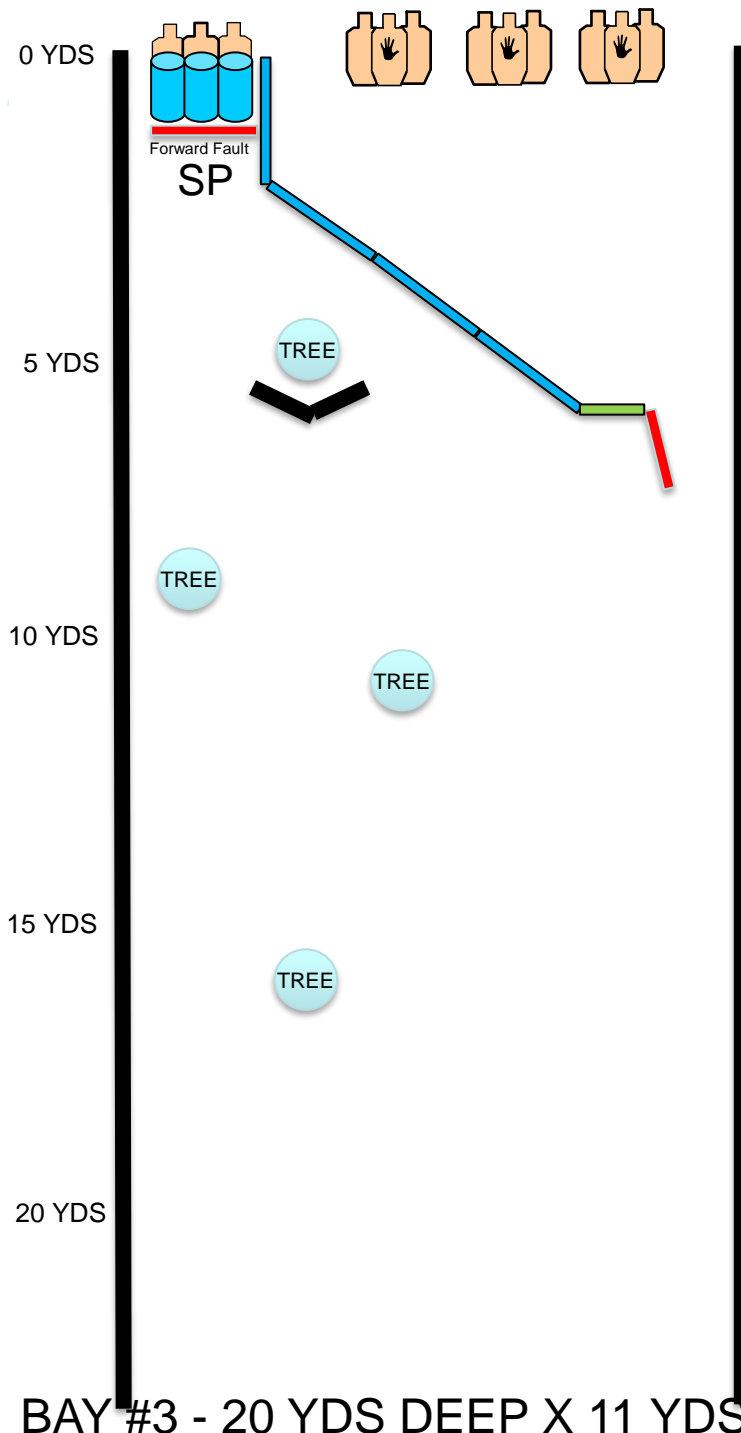 0 YDS
Forward Fault
SP
TREE
5 YDS
TREE
10 YDS
TREE
15 YDS
TREE
20 YDS
BAY #3 - 20 YDS DEEP X 11 YDS